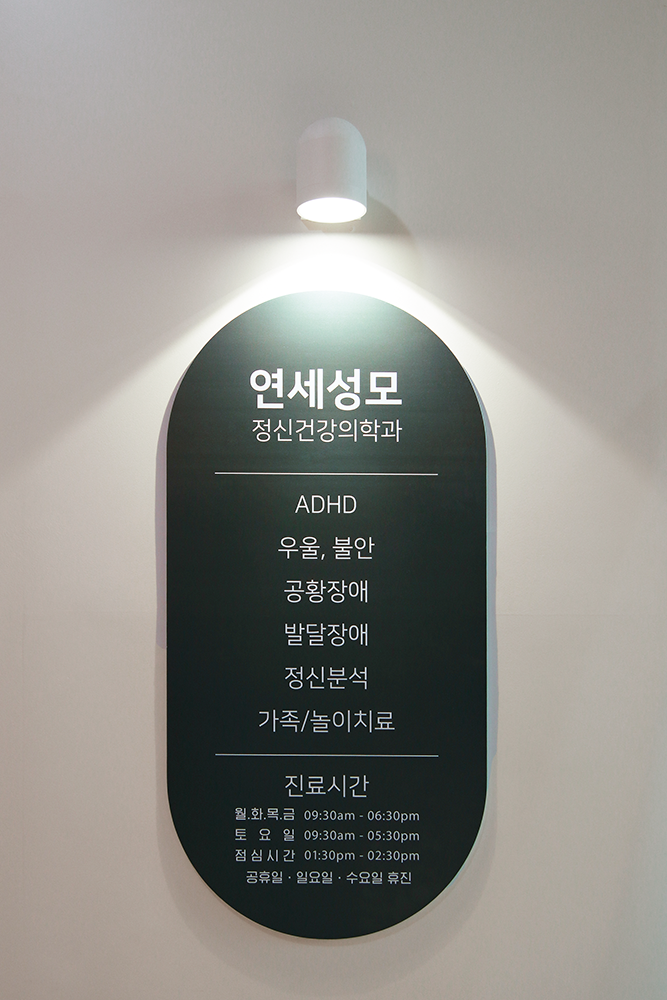 연세성모
정신건강의학과
ADHD
우울, 불안
공황장애
발달장애
정신분석
가족/놀이치료
진료시간
월.화.목.금 09:30am - 06:30pm
토 요 일 09:30am - 05:30pm
점심시간 01:30pm - 02:30pm
공휴일 · 일요일 · 수요일 휴진